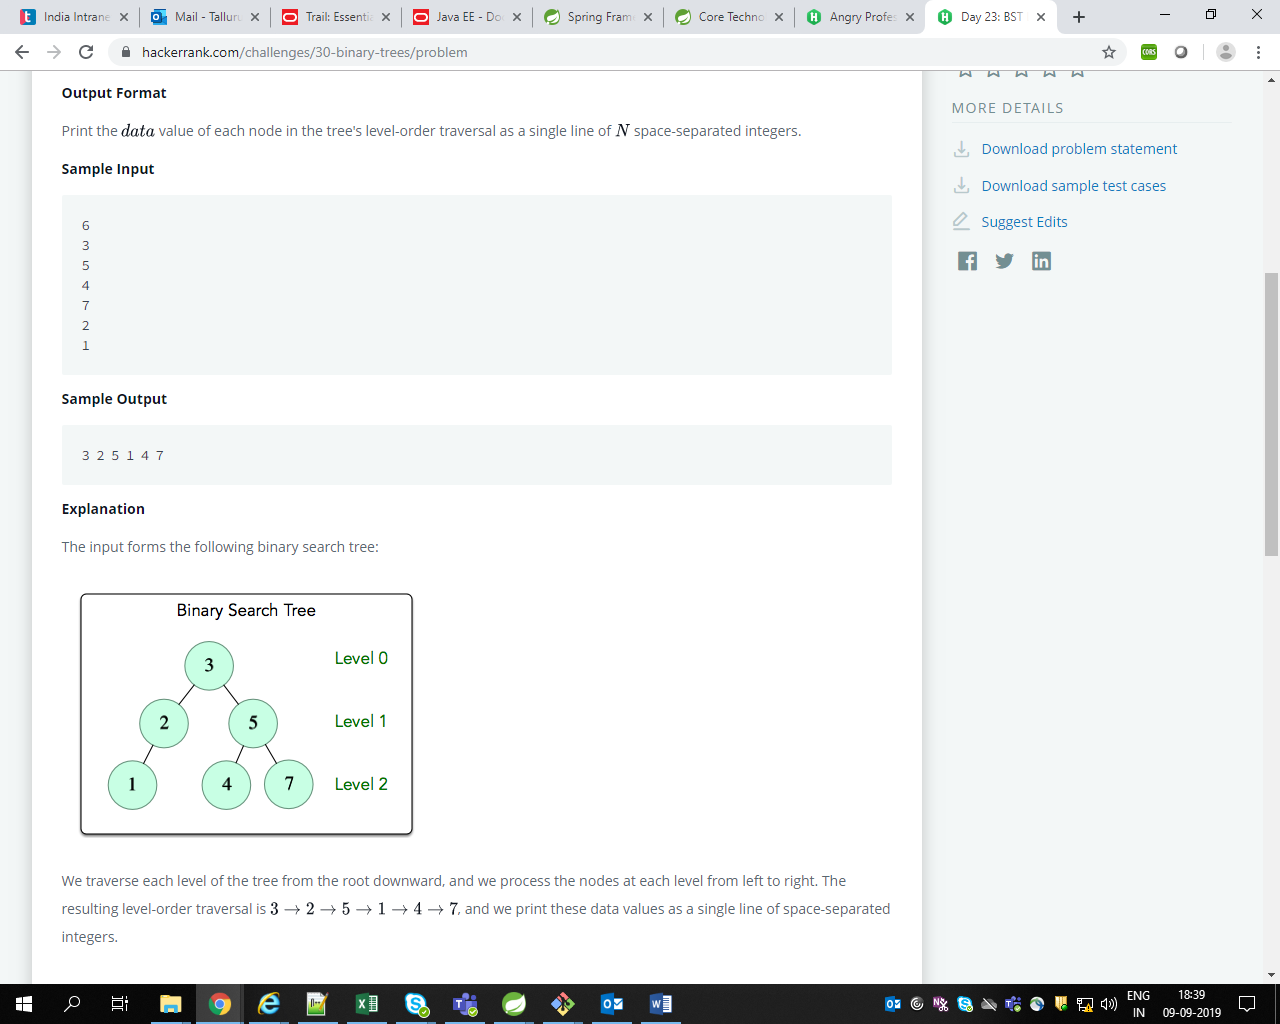 India Intrane
Mail - Tallur
Trail: Essentia
Java EE - Do
Spring Fram
Core Techno
Angry Profes
Day 23: BST
hackerrank.com/challenges/30-binary-trees/problem
CORS
Output Format
Print the data value of each node in the tree's level-order traversal as a single line of N space-separated integers.
Sample Input
6
3
5
4
7
2
1
Sample Output
3 2 5 1 4 7
Explanation
The input forms the following binary search tree:
Binary Search Tree
3
Level 0
2
5
Level 1
1
4
7
Level 2
We traverse each level of the tree from the root downward, and we process the nodes at each level from left to right. The
resulting level-order traversal is 3 → 2 → 5 → 1 → 4 → 7, and we print these data values as a single line of space-separated
integers.
MORE DETAILS
Download problem statement
Download sample test cases
Suggest Edits
ENG
IN
18:39
09-09-2019